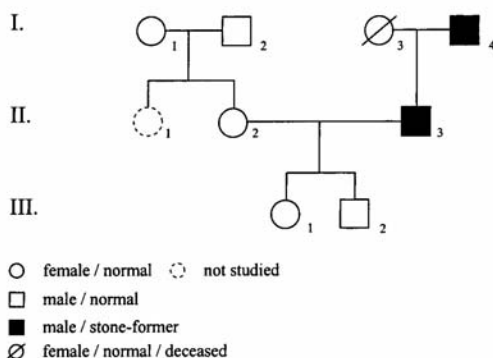 I.
1 2 3 4
II.
1 2 3
III.
1 2
female / normal not studied
male / normal
male / stone-former
female / normal / deceased